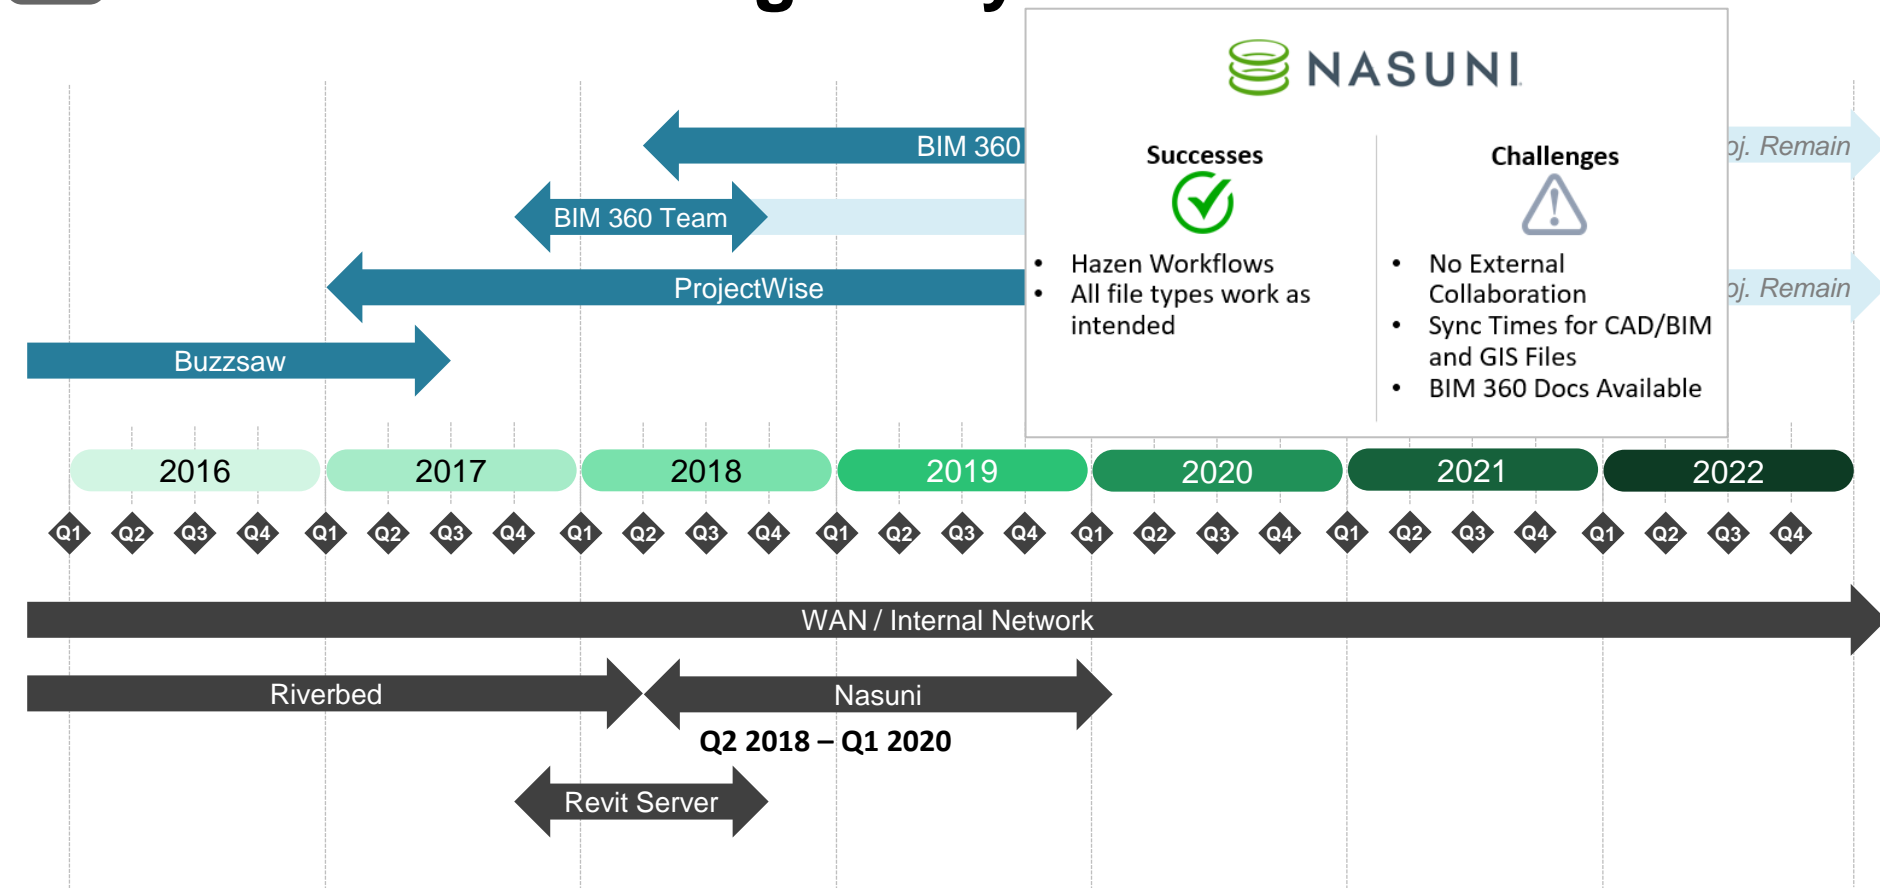 NASUNI
Successes
Challenges
• Hazen Workflows
• All file types work as
intended
• No External
Collaboration
• Sync Times for CAD/BIM
and GIS Files
• BIM 360 Docs Available
BIM 360
Remain
BIM 360 Team
ProjectWise
Remain
Buzzsaw
2016 2017 2018 2019 2020 2021 2022
Q1 Q2 Q3 Q4 Q1 Q2 Q3 Q4 Q1 Q2 Q3 Q4 Q1 Q2 Q3 Q4 Q1 Q2 Q3 Q4 Q1 Q2 Q3 Q4 Q1 Q2 Q3 Q4
WAN / Internal Network
Riverbed
Nasuni
Q2 2018 – Q1 2020
Revit Server